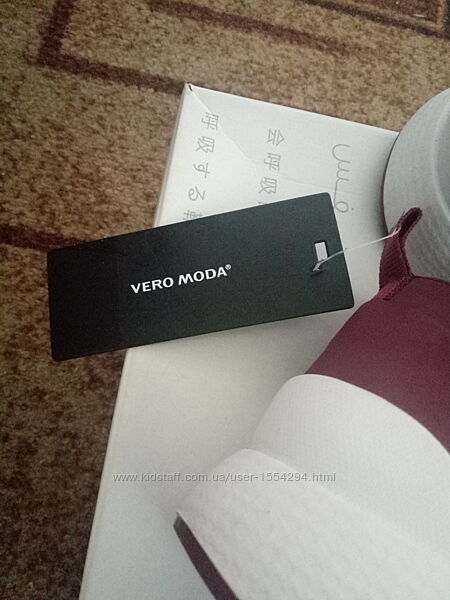 会呼吸
呼吸する
VERO MODA®
www.kidstaff.com.ua/user-1554294.html